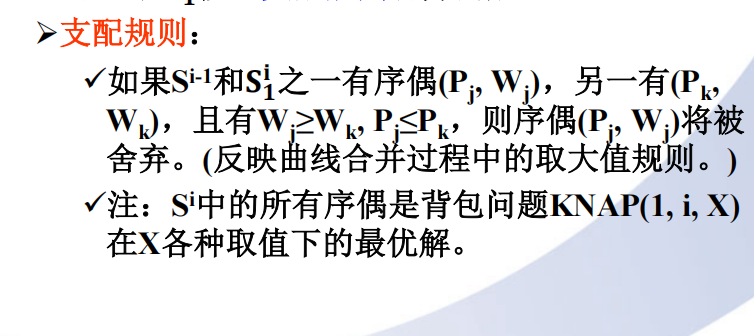 ➢支配规则：
✓如果Sⁱ⁻¹和S₁ⁱ之一有序偶(Pⱼ, Wⱼ)，另一有(Pₖ,
Wₖ)，且有Wⱼ≥Wₖ, Pⱼ≤Pₖ，则序偶(Pⱼ, Wⱼ)将被
舍弃。(反映曲线合并过程中的取大值规则。)
✓注：Sⁱ中的所有序偶是背包问题KNAP(1, i, X)
在X各种取值下的最优解。